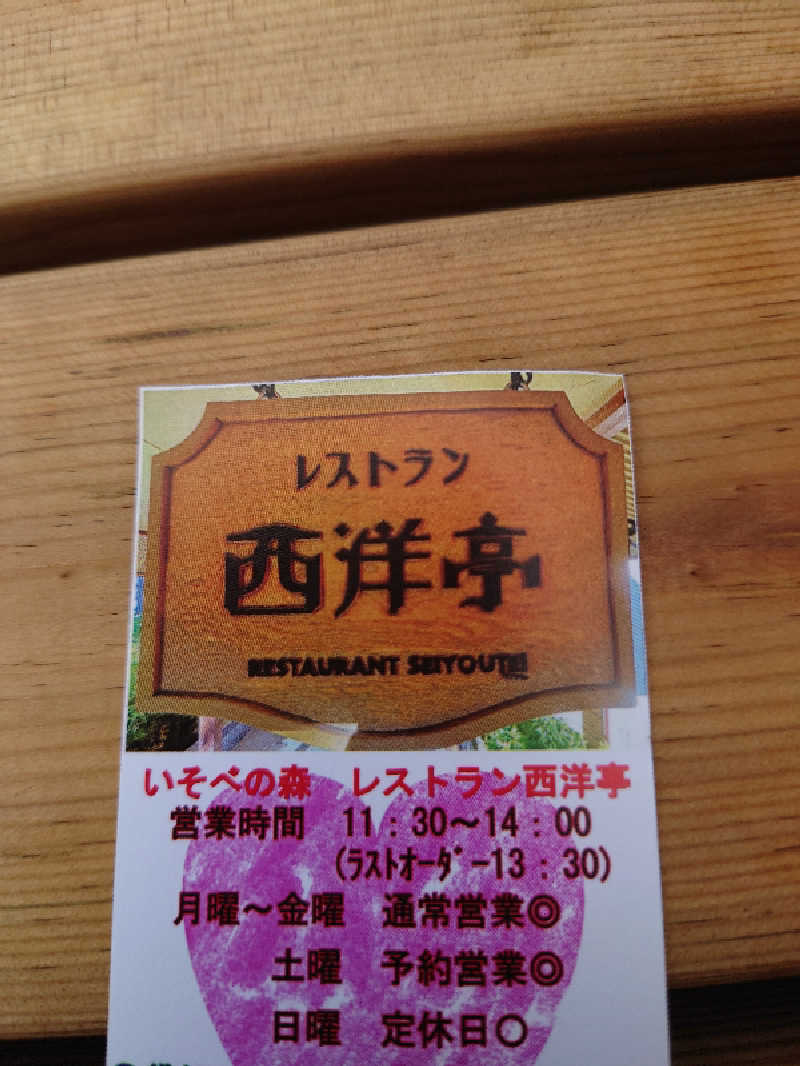 レストラン
西洋亭
RESTAURANT SEIYOUTEI
いそべの森　レストラン西洋亭
営業時間　11：30～14：00
(ﾗｽﾄｵｰﾀﾞｰ13：30)
月曜～金曜　通常営業◎
土曜　予約営業◎
日曜　定休日○